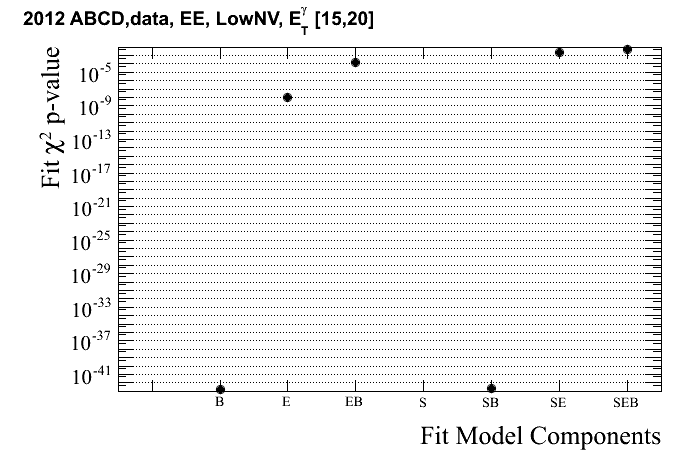 2012 ABCD,data, EE, LowNV, E_T^γ [15,20]
Fit χ² p-value
10⁻⁵
10⁻⁹
10⁻¹³
10⁻¹⁷
10⁻²¹
10⁻²⁵
10⁻²⁹
10⁻³³
10⁻³⁷
10⁻⁴¹
B E EB S SB SE SEB
Fit Model Components